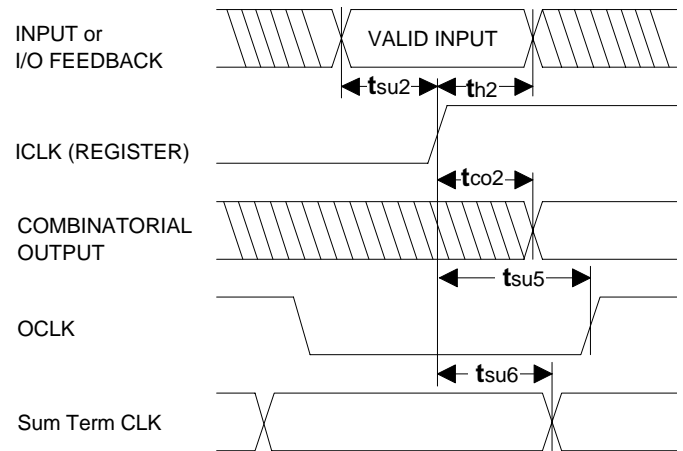 INPUT or
I/O FEEDBACK
VALID INPUT
tsu2
th2
ICLK (REGISTER)
tco2
COMBINATORIAL
OUTPUT
tsu5
OCLK
tsu6
Sum Term CLK